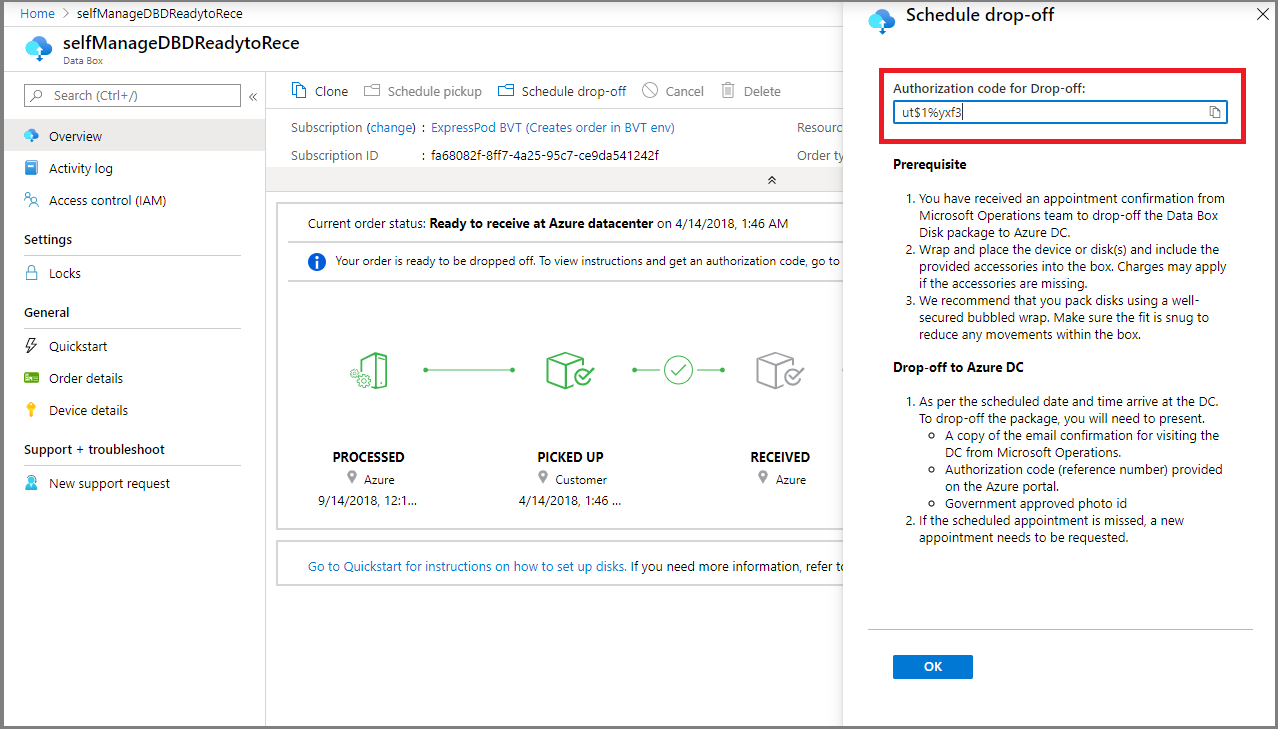 Home > selfManageDBDReadytoRece
selfManageDBDReadytoRece
Data Box
Search (Ctrl+/)
«
Overview
Activity log
Access control (IAM)
Settings
Locks
General
Quickstart
Order details
Device details
Support + troubleshoot
New support request
Clone Schedule pickup Schedule drop-off Cancel Delete
Subscription (change) : ExpressPod BVT (Creates order in BVT env) Resourc
Subscription ID : fa68082f-8ff7-4a25-95c7-ce9da541242f Order ty
Current order status: Ready to receive at Azure datacenter on 4/14/2018, 1:46 AM
Your order is ready to be dropped off. To view instructions and get an authorization code, go to
PROCESSED PICKED UP RECEIVED
Azure Customer Azure
9/14/2018, 12:1... 4/14/2018, 1:46 ...
Go to Quickstart for instructions on how to set up disks. If you need more information, refer to
Schedule drop-off
Authorization code for Drop-off:
ut$1%yxf3
Prerequisite
1. You have received an appointment confirmation from
Microsoft Operations team to drop-off the Data Box
Disk package to Azure DC.
2. Wrap and place the device or disk(s) and include the
provided accessories into the box. Charges may apply
if the accessories are missing.
3. We recommend that you pack disks using a well-
secured bubbled wrap. Make sure the fit is snug to
reduce any movements within the box.
Drop-off to Azure DC
1. As per the scheduled date and time arrive at the DC.
To drop-off the package, you will need to present.
A copy of the email confirmation for visiting the
DC from Microsoft Operations.
Authorization code (reference number) provided
on the Azure portal.
Government approved photo id
2. If the scheduled appointment is missed, a new
appointment needs to be requested.
OK